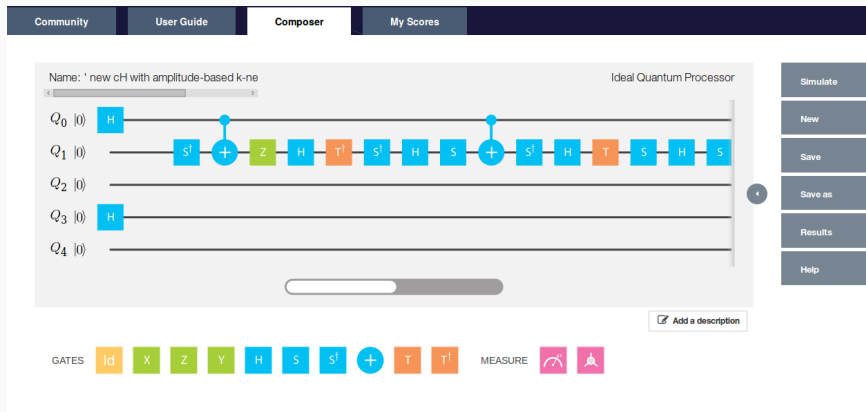 Community User Guide Composer My Scores
Name: ' new cH with amplitude-based k-ne Ideal Quantum Processor
Simulate
New
Save
Save as
Results
Help
Q0 |0⟩ H
Q1 |0⟩ S† + Z H T† S† H S + S† H T S H S
Q2 |0⟩
Q3 |0⟩ H
Q4 |0⟩
Add a description
GATES Id X Z Y H S S† + T T† MEASURE